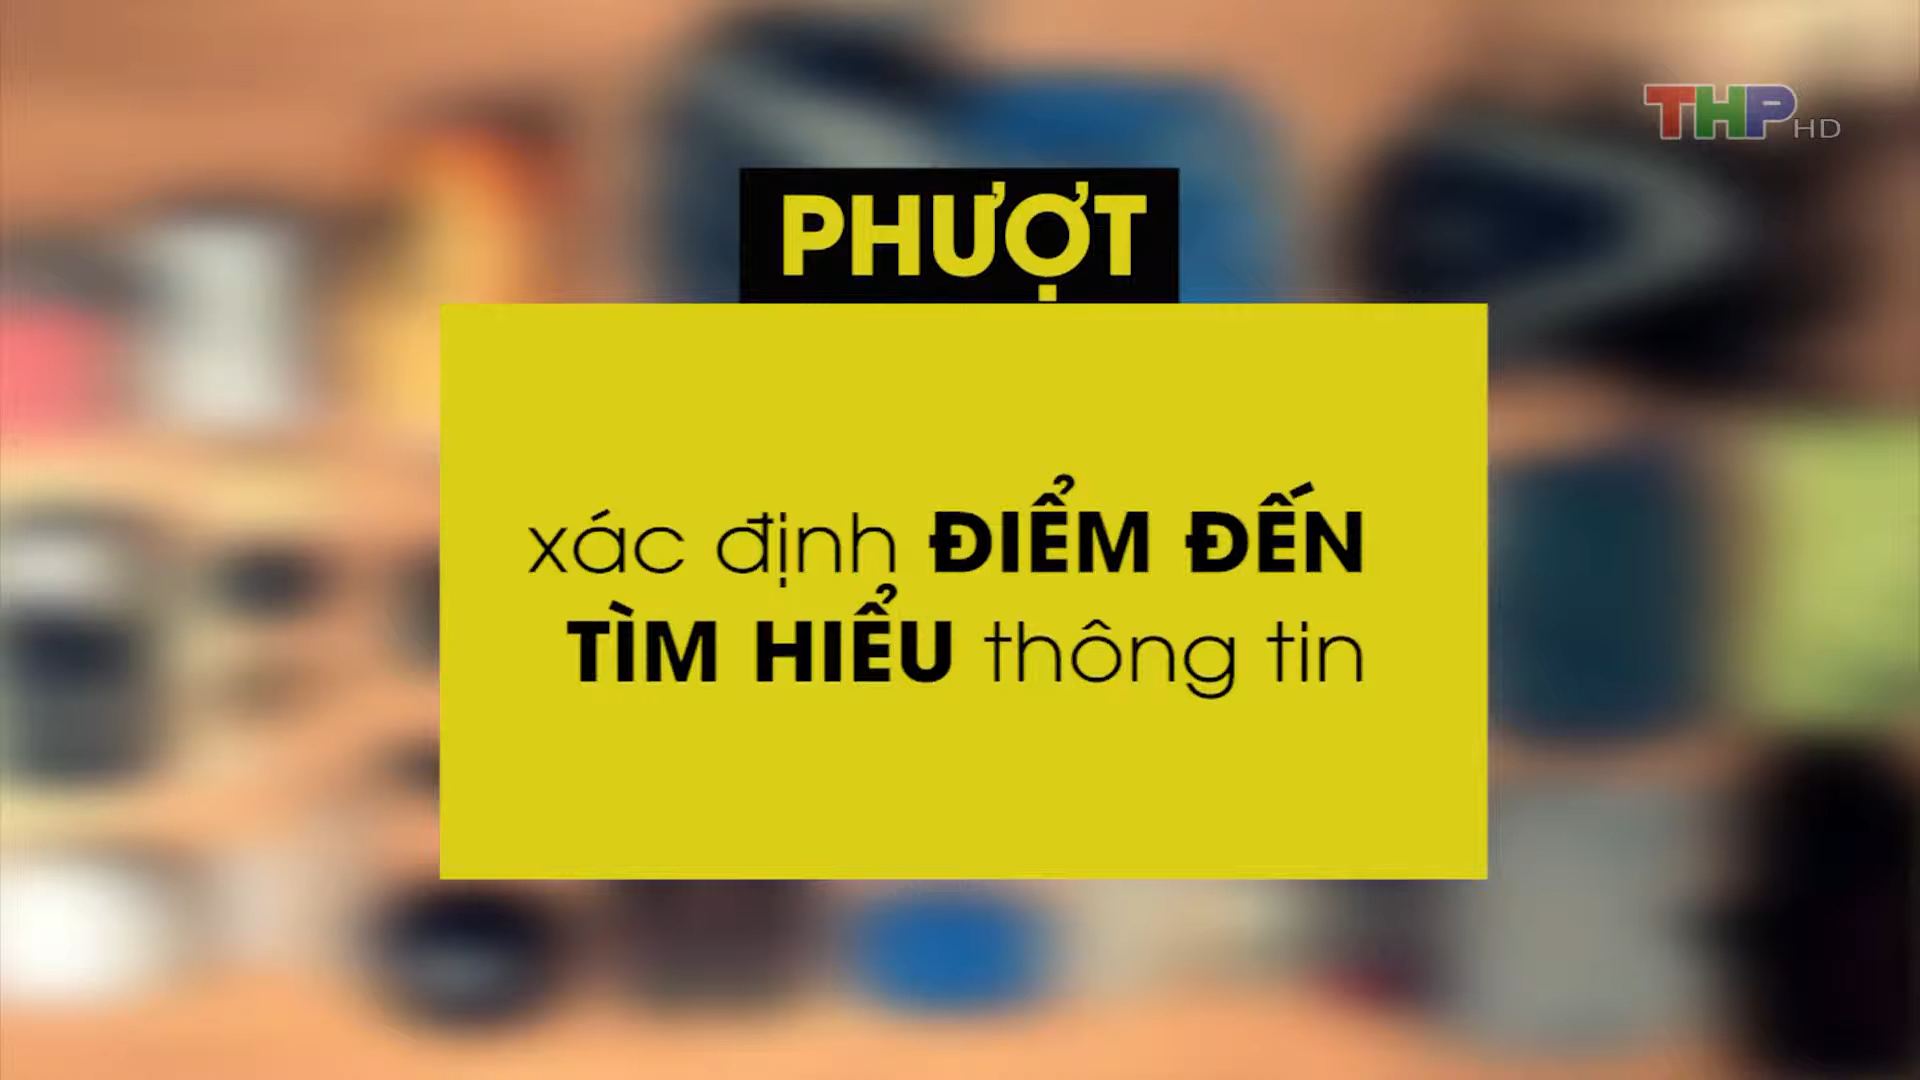 THP HD
PHƯỢT
xác định ĐIỂM ĐẾN
TÌM HIỂU thông tin